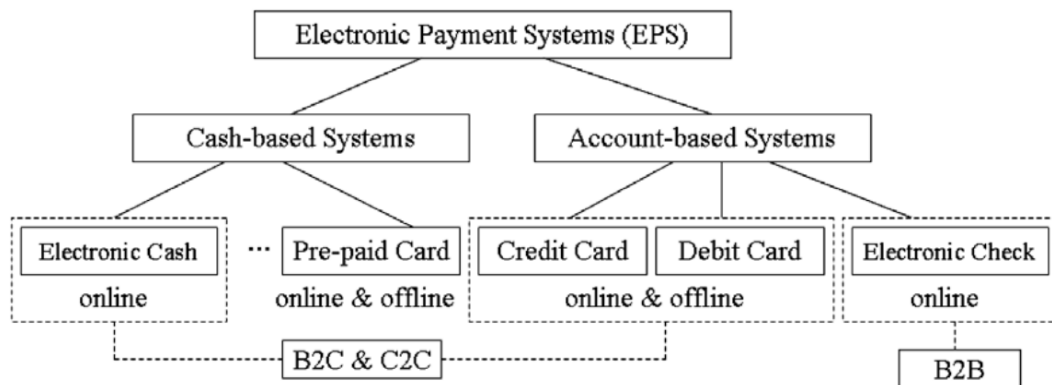 Electronic Payment Systems (EPS)
Cash-based Systems
Account-based Systems
Electronic Cash
...
Pre-paid Card
Credit Card
Debit Card
Electronic Check
online
online & offline
online & offline
online
B2C & C2C
B2B